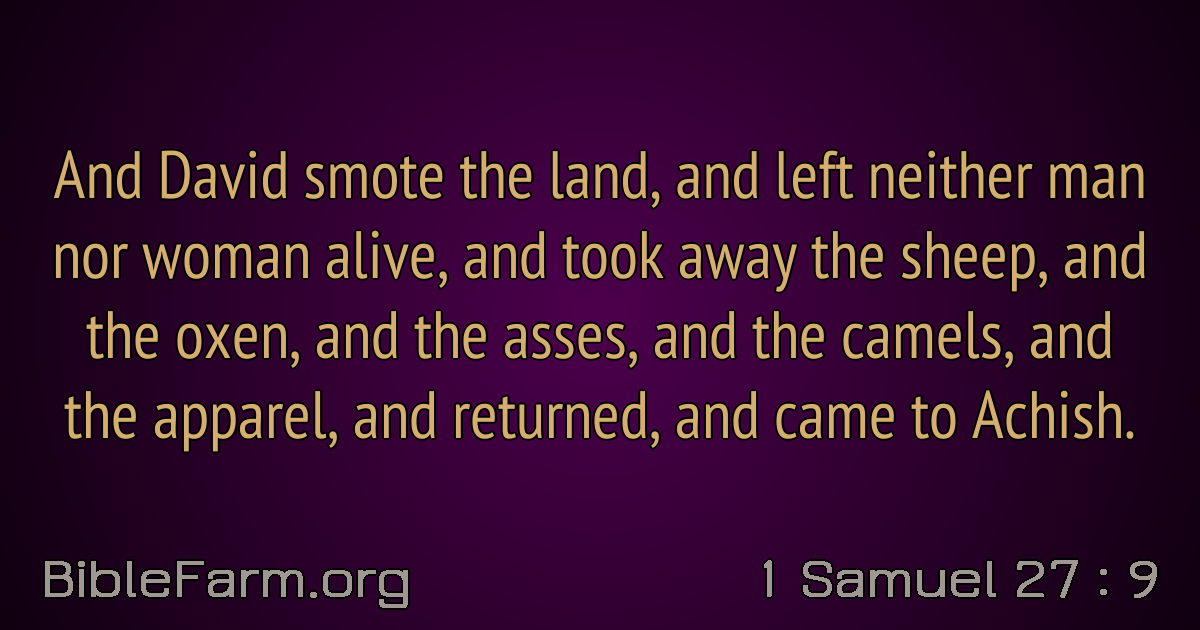 And David smote the land, and left neither man
nor woman alive, and took away the sheep, and
the oxen, and the asses, and the camels, and
the apparel, and returned, and came to Achish.
BibleFarm.org
1 Samuel 27 : 9